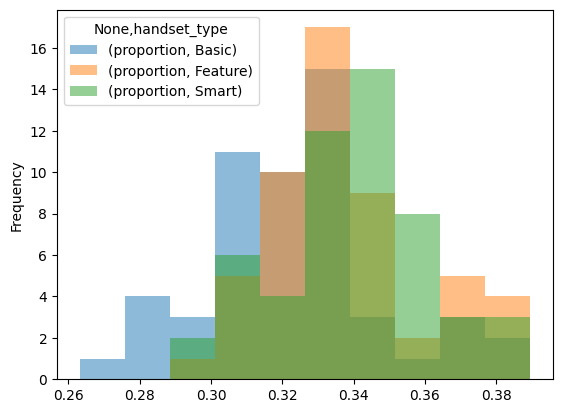 None,handset_type
(proportion, Basic)
(proportion, Feature)
(proportion, Smart)
Frequency
16
14
12
10
8
6
4
2
0
0.26 0.28 0.30 0.32 0.34 0.36 0.38